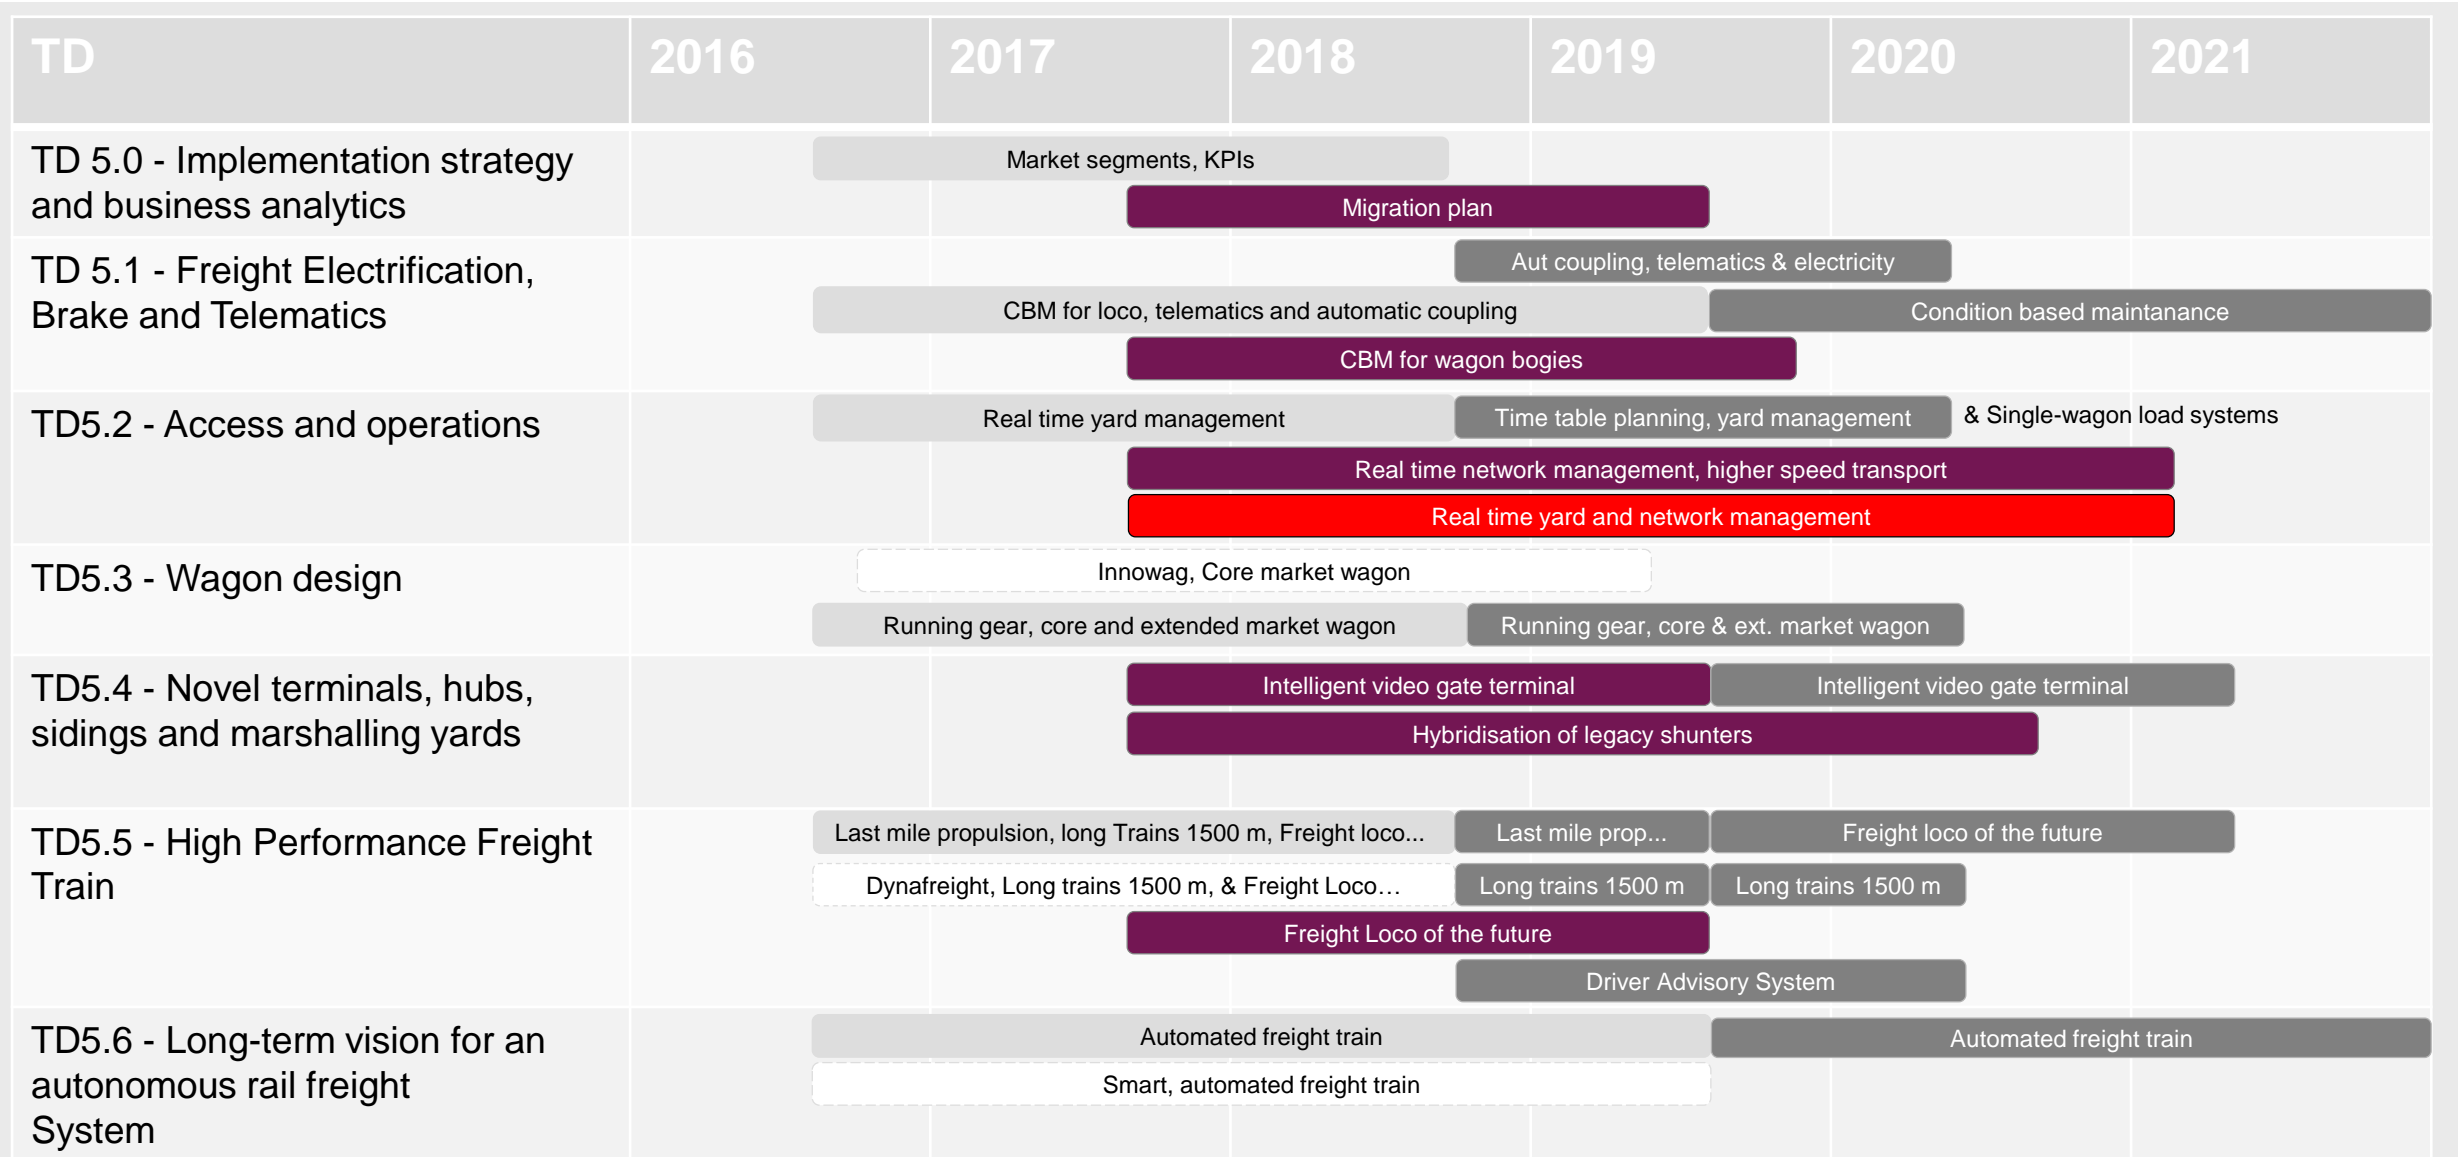 TD 2016 2017 2018 2019 2020 2021
TD 5.0 - Implementation strategy
and business analytics
Market segments, KPIs
Migration plan
TD 5.1 - Freight Electrification,
Brake and Telematics
Aut coupling, telematics & electricity
CBM for loco, telematics and automatic coupling
Condition based maintanance
CBM for wagon bogies
TD5.2 - Access and operations
Real time yard management
Time table planning, yard management
& Single-wagon load systems
Real time network management, higher speed transport
Real time yard and network management
TD5.3 - Wagon design
Innowag, Core market wagon
Running gear, core and extended market wagon
Running gear, core & ext. market wagon
TD5.4 - Novel terminals, hubs,
sidings and marshalling yards
Intelligent video gate terminal
Intelligent video gate terminal
Hybridisation of legacy shunters
TD5.5 - High Performance Freight
Train
Last mile propulsion, long Trains 1500 m, Freight loco...
Last mile prop...
Freight loco of the future
Dynafreight, Long trains 1500 m, & Freight Loco…
Long trains 1500 m
Long trains 1500 m
Freight Loco of the future
Driver Advisory System
TD5.6 - Long-term vision for an
autonomous rail freight
System
Automated freight train
Automated freight train
Smart, automated freight train